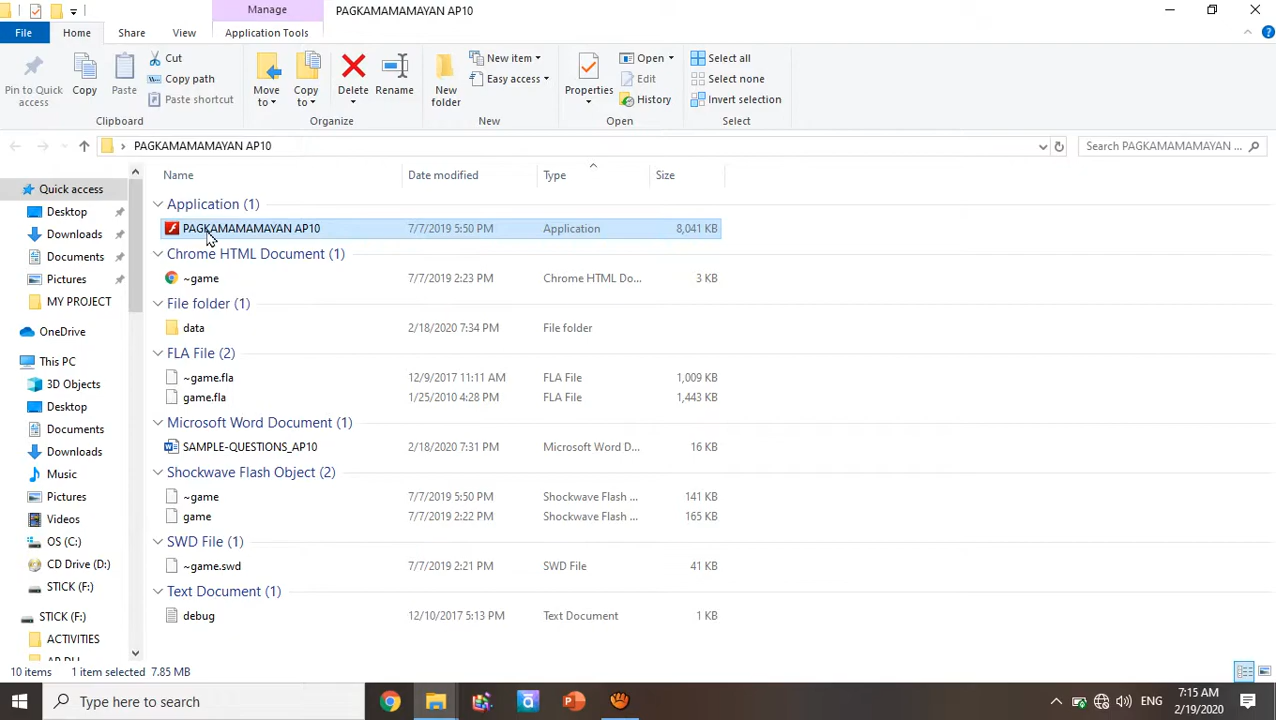 Manage PAGKAMAMAMAYAN AP10
File Home Share View Application Tools
Pin to Quick access Copy Paste Cut Copy path Paste shortcut Move to Copy to Delete Rename New folder New item Easy access Properties Open Edit History Select all Select none Invert selection
Clipboard Organize New Open Select
PAGKAMAMAMAYAN AP10 Search PAGKAMAMAMAYAN ...
Name Date modified Type Size
Quick access
Desktop
Downloads
Documents
Pictures
MY PROJECT
OneDrive
This PC
3D Objects
Desktop
Documents
Downloads
Music
Pictures
Videos
OS (C:)
CD Drive (D:)
STICK (F:)
STICK (F:)
ACTIVITIES
Application (1)
PAGKAMAMAMAYAN AP10 7/7/2019 5:50 PM Application 8,041 KB
Chrome HTML Document (1)
~game 7/7/2019 2:23 PM Chrome HTML Do... 3 KB
File folder (1)
data 2/18/2020 7:34 PM File folder
FLA File (2)
~game.fla 12/9/2017 11:11 AM FLA File 1,009 KB
game.fla 1/25/2010 4:28 PM FLA File 1,443 KB
Microsoft Word Document (1)
SAMPLE-QUESTIONS_AP10 2/18/2020 7:31 PM Microsoft Word D... 16 KB
Shockwave Flash Object (2)
~game 7/7/2019 5:50 PM Shockwave Flash ... 141 KB
game 7/7/2019 2:22 PM Shockwave Flash ... 165 KB
SWD File (1)
~game.swd 7/7/2019 2:21 PM SWD File 41 KB
Text Document (1)
debug 12/10/2017 5:13 PM Text Document 1 KB
10 items 1 item selected 7.85 MB
Type here to search ENG 7:15 AM
2/19/2020